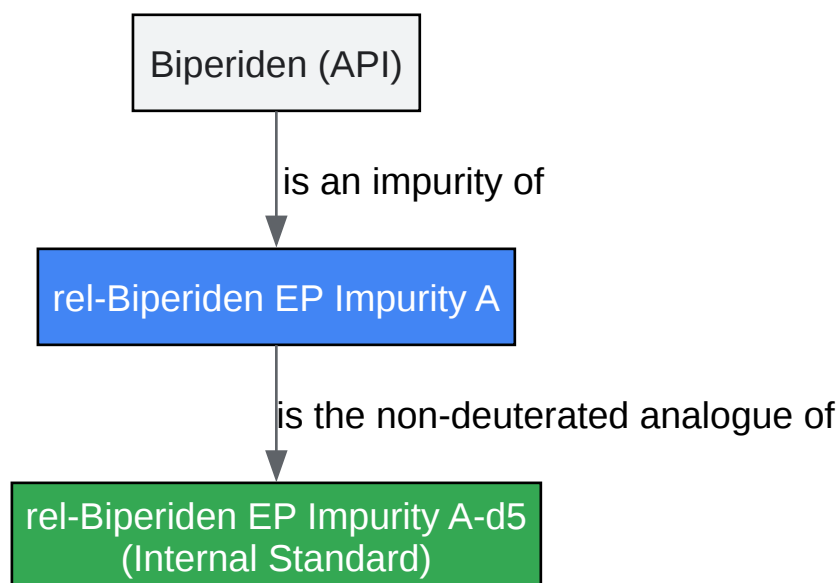 Biperiden (API)
is an impurity of
rel-Biperiden EP Impurity A
is the non-deuterated analogue of
rel-Biperiden EP Impurity A-d5
(Internal Standard)